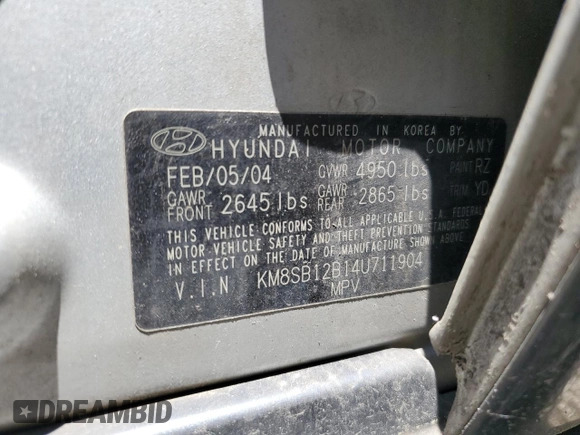 MANUFACTURED IN KOREA BY
HYUNDAI MOTOR COMPANY
FEB/05/04 GVWR 4950 lbs PAINT RZ
GAWR FRONT 2645 lbs GAWR REAR 2865 lbs TRIM YD
THIS VEHICLE CONFORMS TO ALL APPLICABLE U.S.A. FEDERAL
MOTOR VEHICLE SAFETY AND THEFT PREVENTION STANDARDS
IN EFFECT ON THE DATE OF MANUFACTURE SHOWN ABOVE.
V.I.N KM8SB12B14U711904
MPV
DREAMBID